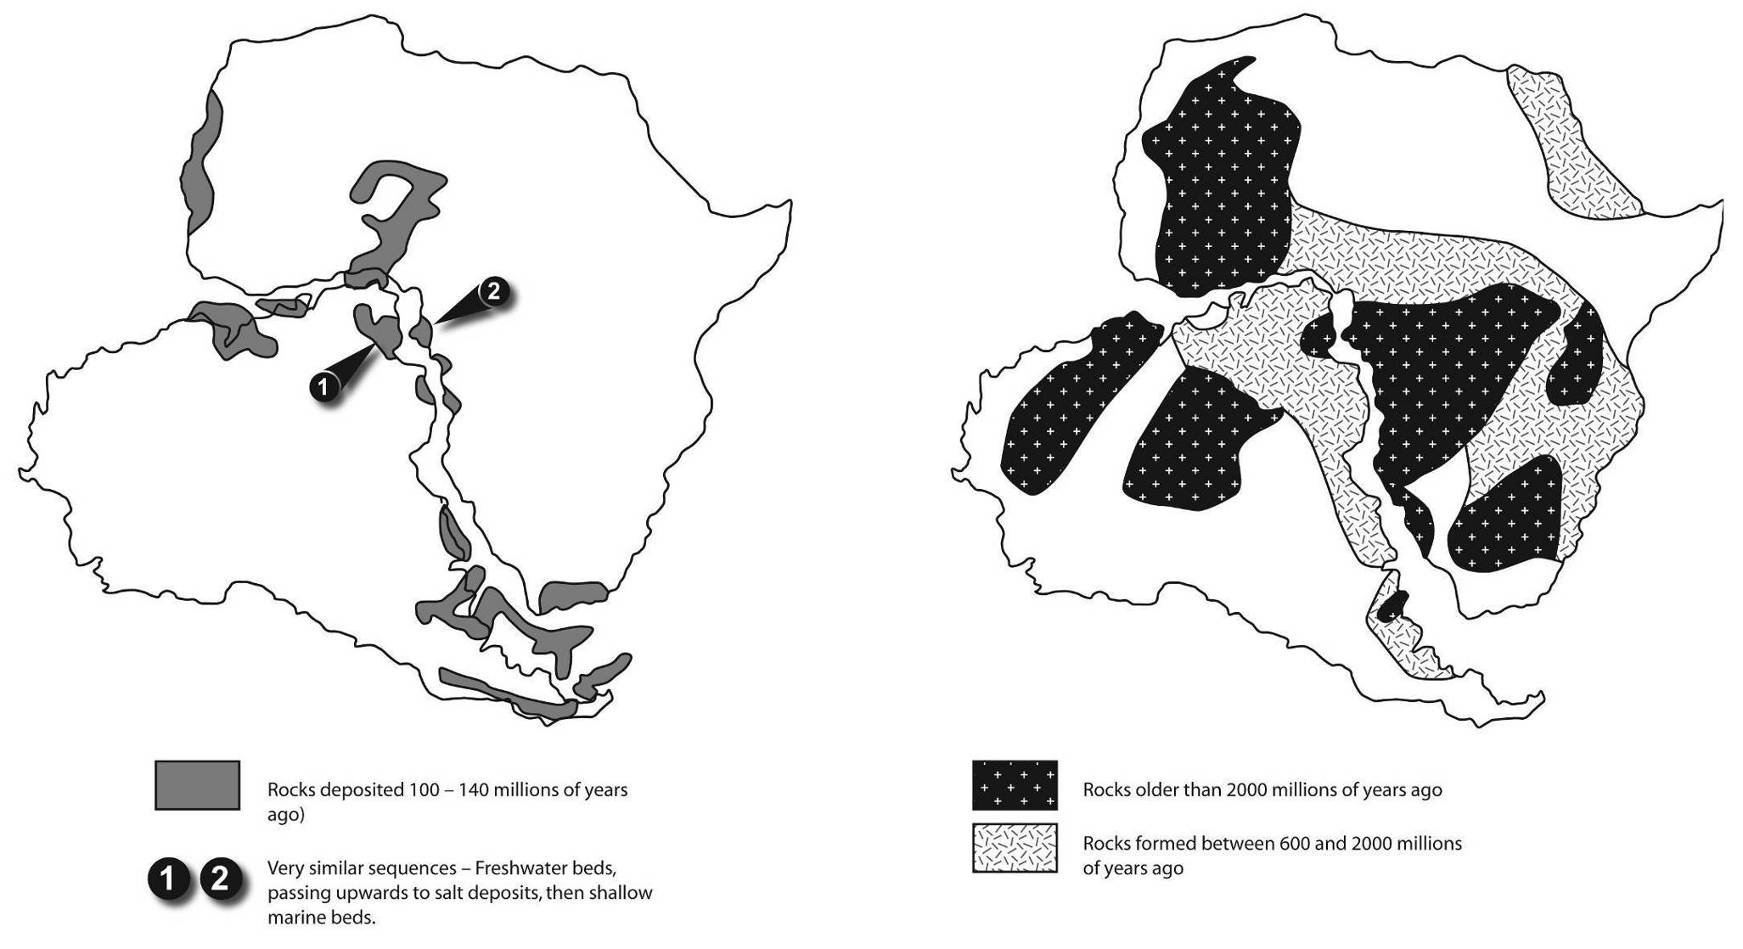 2
1
Rocks deposited 100 – 140 millions of years
ago)
1 2
Very similar sequences – Freshwater beds,
passing upwards to salt deposits, then shallow
marine beds.
Rocks older than 2000 millions of years ago
Rocks formed between 600 and 2000 millions
of years ago